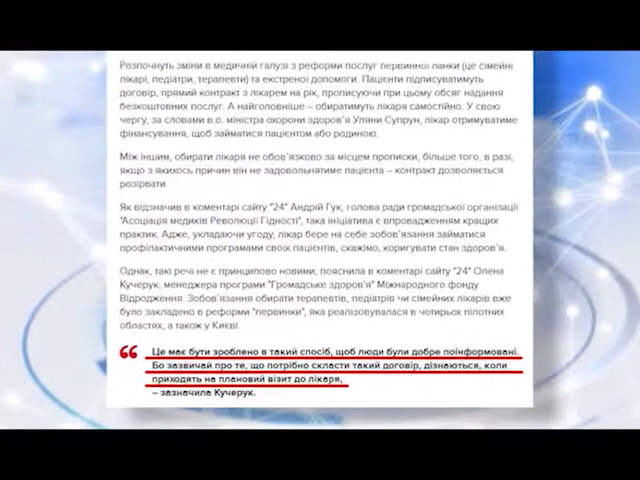 Розпочнуть зміни в медичній галузі з реформи послуг первинної ланки (це сімейні
лікарі, педіатри, терапевти) та екстреної допомоги. Пацієнти підписуватимуть
договір, прямий контракт з лікарем на рік, прописуючи при цьому обсяг надання
безкоштовних послуг. А найголовніше – обиратимуть лікаря самостійно. У свою
чергу, за словами в.о. міністра охорони здоров'я Уляни Супрун, лікар отримуватиме
фінансування, щоб займатися пацієнтом або родиною.
Між іншим, обирати лікаря не обов'язково за місцем прописки, більше того, в разі,
якщо з якихось причин він не задовольнятиме пацієнта – контракт дозволяється
розірвати.
Як відзначив в коментарі сайту "24" Андрій Гук, голова ради громадської організації
"Асоціація медиків Революції Гідності", така ініціатива є впровадженням кращих
практик. Адже, укладаючи угоду, лікар бере на себе зобов'язання займатися
профілактичними програмами своїх пацієнтів, скажімо, коригувати стан здоров'я.
Однак, такі речі не є принципово новими, пояснила в коментарі сайту "24" Олена
Кучерук, менеджера програми "Громадське здоров'я" Міжнародного фонду
Відродження. Зобов'язання обирати терапевтів, педіатрів чи сімейних лікарів вже
було закладено в реформи "первинки", яка реалізовувалася в чотирьох пілотних
областях, а також у Києві.
❝ Це має бути зроблено в такий спосіб, щоб люди були добре поінформовані.
Бо зазвичай про те, що потрібно скласти такий договір, дізнаються, коли
приходять на плановий візит до лікаря,
– зазначила Кучерук.